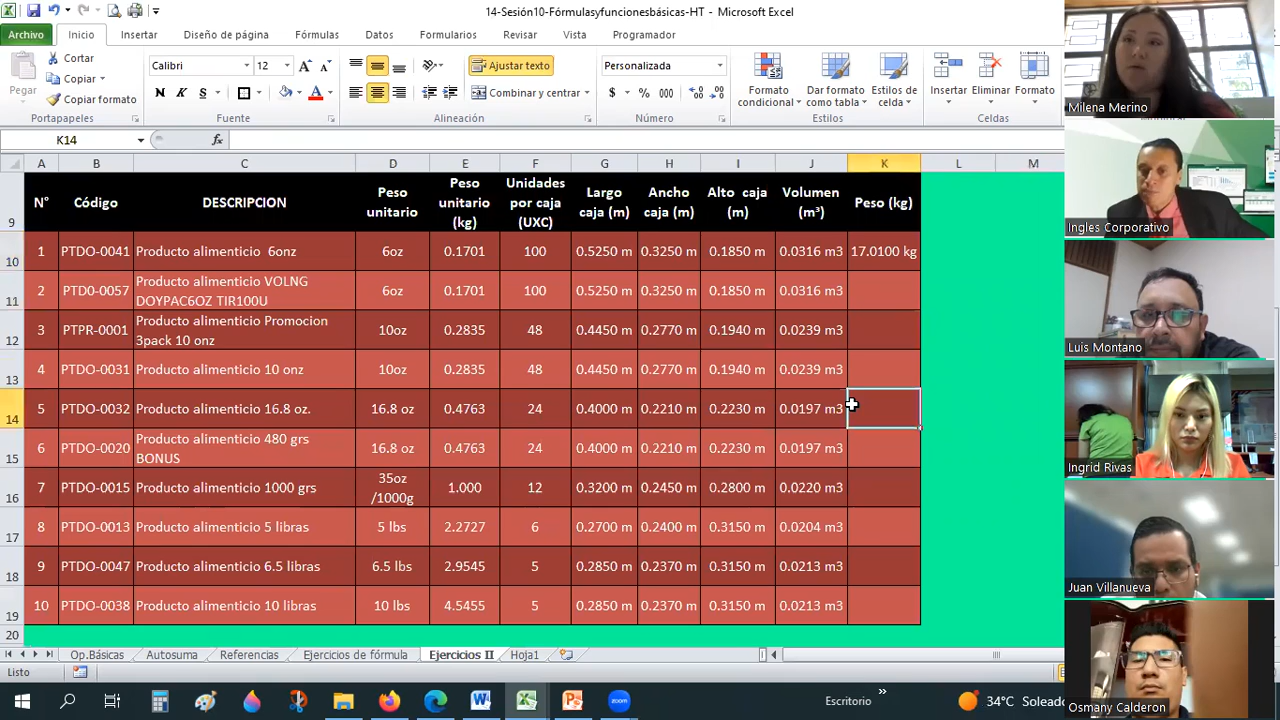 14-Sesión10-Fórmulasyfuncionesbásicas-HT - Microsoft Excel
Archivo Inicio Insertar Diseño de página Fórmulas Datos Formularios Revisar Vista Programador
Pegar
Cortar
Copiar
Copiar formato
Portapapeles
Calibri 12
N K S
Fuente
Ajustar texto
Combinar y centrar
Alineación
Personalizada
$ % 000
Número
Formato condicional
Dar formato como tabla
Estilos de celda
Estilos
Insertar Eliminar Formato
Celdas
K14 fx
A B C D E F G H I J K L M
9 N° Código DESCRIPCION Peso unitario Peso unitario (kg) Unidades por caja (UXC) Largo caja (m) Ancho caja (m) Alto caja (m) Volumen (m³) Peso (kg)
10 1 PTDO-0041 Producto alimenticio 6onz 6oz 0.1701 100 0.5250 m 0.3250 m 0.1850 m 0.0316 m3 17.0100 kg
11 2 PTD0-0057 Producto alimenticio VOLNG DOYPAC6OZ TIR100U 6oz 0.1701 100 0.5250 m 0.3250 m 0.1850 m 0.0316 m3
12 3 PTPR-0001 Producto alimenticio Promocion 3pack 10 onz 10oz 0.2835 48 0.4450 m 0.2770 m 0.1940 m 0.0239 m3
13 4 PTDO-0031 Producto alimenticio 10 onz 10oz 0.2835 48 0.4450 m 0.2770 m 0.1940 m 0.0239 m3
14 5 PTDO-0032 Producto alimenticio 16.8 oz. 16.8 oz 0.4763 24 0.4000 m 0.2210 m 0.2230 m 0.0197 m3
15 6 PTDO-0020 Producto alimenticio 480 grs BONUS 16.8 oz 0.4763 24 0.4000 m 0.2210 m 0.2230 m 0.0197 m3
16 7 PTDO-0015 Producto alimenticio 1000 grs 35oz /1000g 1.000 12 0.3200 m 0.2450 m 0.2800 m 0.0220 m3
17 8 PTDO-0013 Producto alimenticio 5 libras 5 lbs 2.2727 6 0.2700 m 0.2400 m 0.3150 m 0.0204 m3
18 9 PTDO-0047 Producto alimenticio 6.5 libras 6.5 lbs 2.9545 5 0.2850 m 0.2370 m 0.3150 m 0.0213 m3
19 10 PTDO-0038 Producto alimenticio 10 libras 10 lbs 4.5455 5 0.2850 m 0.2370 m 0.3150 m 0.0213 m3
20
Op.Básicas Autosuma Referencias Ejercicios de fórmula Ejercicios II Hoja1
Listo
Escritorio » 34°C Soleado
Milena Merino
Ingles Corporativo
Luis Montano
Ingrid Rivas
Juan Villanueva
Osmany Calderon